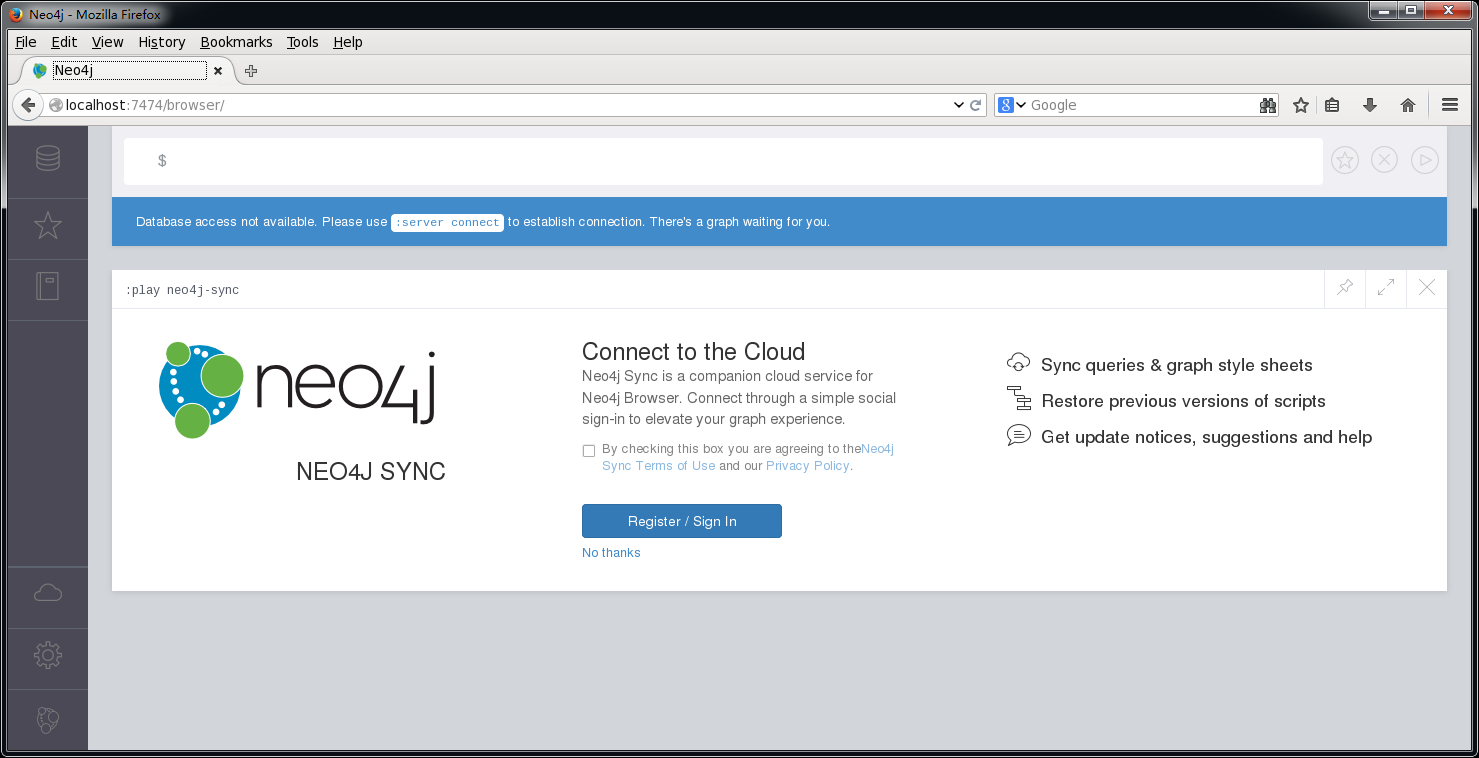 Neo4j - Mozilla Firefox
File Edit View History Bookmarks Tools Help
Neo4j
localhost:7474/browser/
Google
$
Database access not available. Please use :server connect to establish connection. There's a graph waiting for you.
:play neo4j-sync
neo4j
NEO4J SYNC
Connect to the Cloud
Neo4j Sync is a companion cloud service for
Neo4j Browser. Connect through a simple social
sign-in to elevate your graph experience.
By checking this box you are agreeing to theNeo4j
Sync Terms of Use and our Privacy Policy.
Register / Sign In
No thanks
Sync queries & graph style sheets
Restore previous versions of scripts
Get update notices, suggestions and help